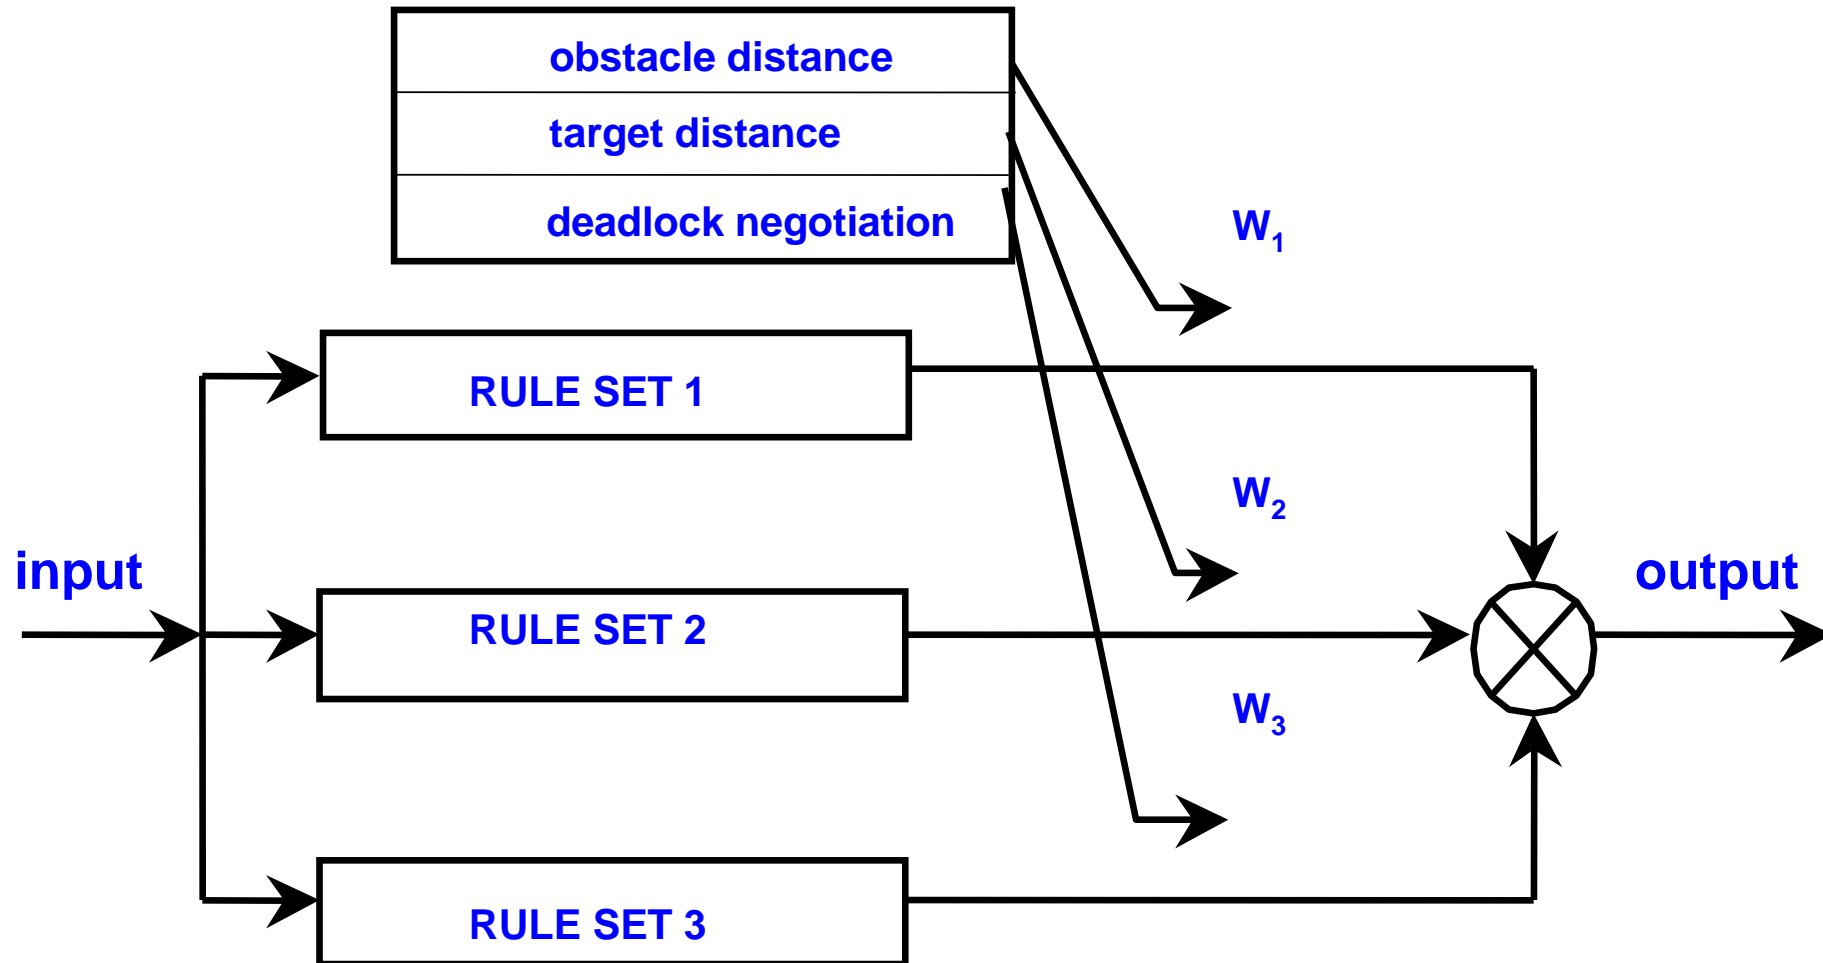 obstacle distance
target distance
deadlock negotiation
W1
RULE SET 1
W2
input
output
RULE SET 2
W3
RULE SET 3